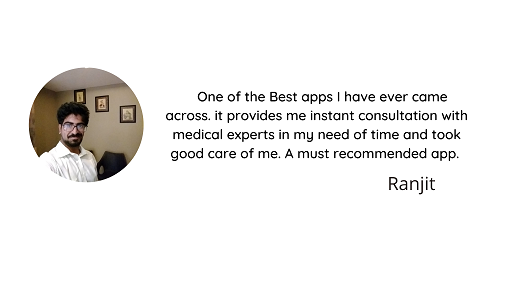 One of the Best apps I have ever came
across. it provides me instant consultation with
medical experts in my need of time and took
good care of me. A must recommended app.
Ranjit